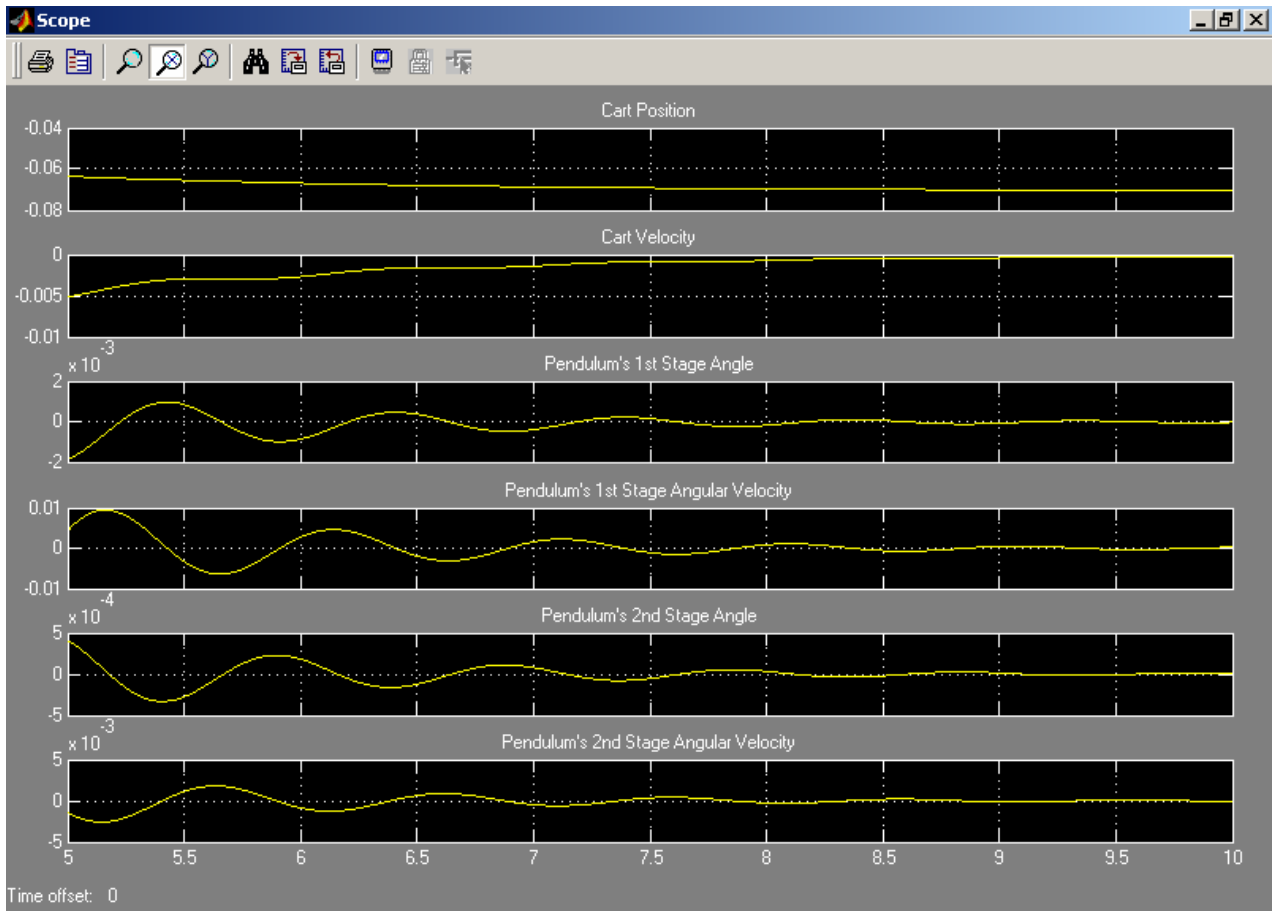 Scope
Cart Position
-0.04
-0.06
-0.08
Cart Velocity
0
-0.005
-0.01
x 10-3
Pendulum's 1st Stage Angle
2
0
-2
Pendulum's 1st Stage Angular Velocity
0.01
0
-0.01
x 10-4
Pendulum's 2nd Stage Angle
5
0
-5
x 10-3
Pendulum's 2nd Stage Angular Velocity
5
0
-5
5 5.5 6 6.5 7 7.5 8 8.5 9 9.5 10
Time offset: 0